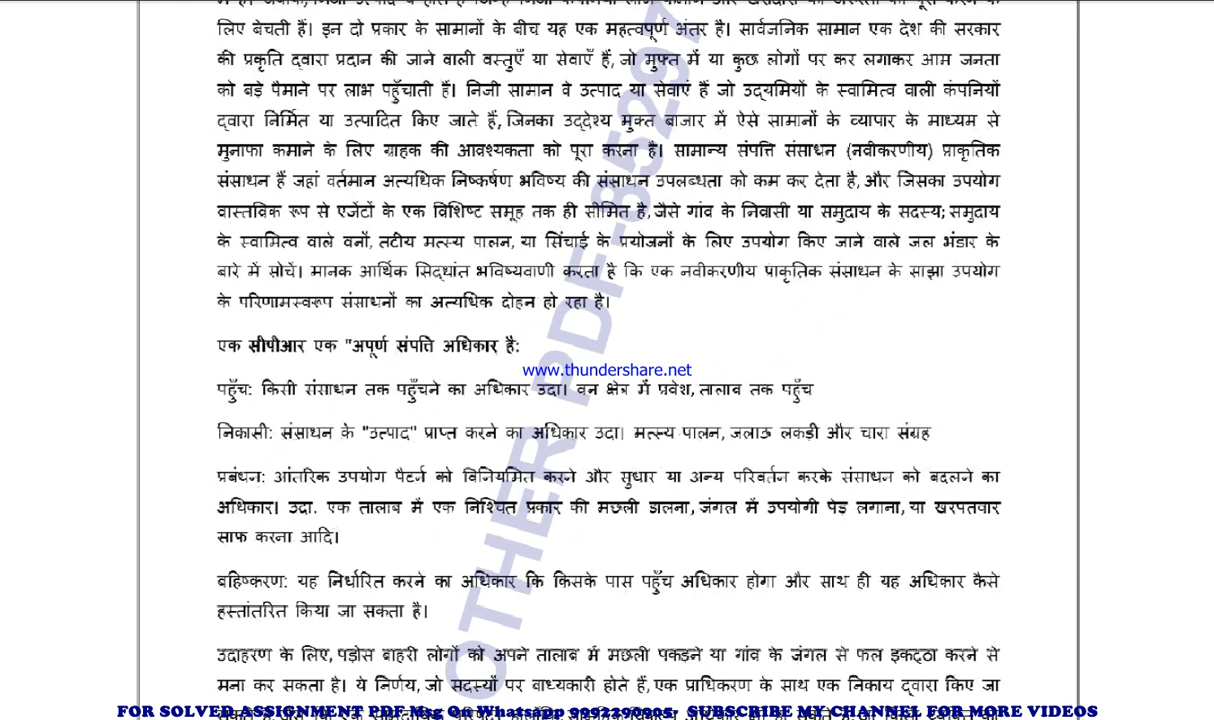 लिए बेचती हैं। इन दो प्रकार के सामानों के बीच यह एक महत्वपूर्ण अंतर है। सार्वजनिक सामान एक देश की सरकार
की प्रकृति द्वारा प्रदान की जाने वाली वस्तुएँ या सेवाएँ हैं, जो मुफ्त में या कुछ लोगों पर कर लगाकर आम जनता
को बड़े पैमाने पर लाभ पहुँचाती हैं। निजी सामान वे उत्पाद या सेवाएं हैं जो उद्यमियों के स्वामित्व वाली कंपनियों
द्वारा निर्मित या उत्पादित किए जाते हैं, जिनका उद्देश्य मुक्त बाजार में ऐसे सामानों के व्यापार के माध्यम से
मुनाफा कमाने के लिए ग्राहक की आवश्यकता को पूरा करना है। सामान्य संपत्ति संसाधन (नवीकरणीय) प्राकृतिक
संसाधन हैं जहां वर्तमान अत्यधिक निष्कर्षण भविष्य की संसाधन उपलब्धता को कम कर देता है, और जिसका उपयोग
वास्तविक रूप से एजेंटों के एक विशिष्ट समूह तक ही सीमित है, जैसे गांव के निवासी या समुदाय के सदस्य; समुदाय
के स्वामित्व वाले वनों, तटीय मत्स्य पालन, या सिंचाई के प्रयोजनों के लिए उपयोग किए जाने वाले जल भंडार के
बारे में सोचें। मानक आर्थिक सिद्धांत भविष्यवाणी करता है कि एक नवीकरणीय प्राकृतिक संसाधन के साझा उपयोग
के परिणामस्वरूप संसाधनों का अत्यधिक दोहन हो रहा है।
एक सीपीआर एक "अपूर्ण संपत्ति अधिकार है:
www.thundershare.net
पहुँच: किसी संसाधन तक पहुँचने का अधिकार उदा। वन क्षेत्र में प्रवेश, तालाब तक पहुँच
निकासी: संसाधन के "उत्पाद" प्राप्त करने का अधिकार उदा। मत्स्य पालन, जलाऊ लकड़ी और चारा संग्रह
प्रबंधन: आंतरिक उपयोग पैटर्न को विनियमित करने और सुधार या अन्य परिवर्तन करके संसाधन को बदलने का
अधिकार। उदा. एक तालाब में एक निश्चित प्रकार की मछली डालना, जंगल में उपयोगी पेड़ लगाना, या खरपतवार
साफ करना आदि।
बहिष्करण: यह निर्धारित करने का अधिकार कि किसके पास पहुँच अधिकार होगा और साथ ही यह अधिकार कैसे
हस्तांतरित किया जा सकता है।
उदाहरण के लिए, पड़ोस बाहरी लोगों को अपने तालाब में मछली पकड़ने या गांव के जंगल से फल इकट्ठा करने से
मना कर सकता है। ये निर्णय, जो सदस्यों पर बाध्यकारी होते हैं, एक प्राधिकरण के साथ एक निकाय द्वारा किए जा
OTHER PDF-85297
FOR SOLVED ASSIGNMENT PDF Msg On Whatsapp 9992290905- SUBSCRIBE MY CHANNEL FOR MORE VIDEOS